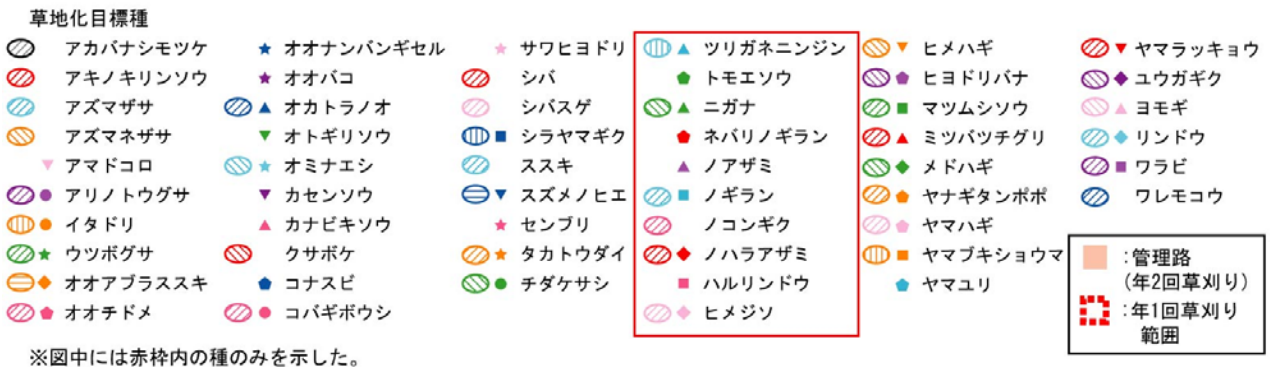 草地化目標種
アカバナシモツケ
アキノキリンソウ
アズマザサ
アズマネザサ
アマドコロ
アリノトウグサ
イタドリ
ウツボグサ
オオアブラススキ
オオチドメ
オオナンバンギセル
オオバコ
オカトラノオ
オトギリソウ
オミナエシ
カセンソウ
カナビキソウ
クサボケ
コナスビ
コバギボウシ
サワヒヨドリ
シバ
シバスゲ
シラヤマギク
ススキ
スズメノヒエ
センブリ
タカトウダイ
チダケサシ
ツリガネニンジン
トモエソウ
ニガナ
ネバリノギラン
ノアザミ
ノギラン
ノコンギク
ノハラアザミ
ハルリンドウ
ヒメジソ
ヒメハギ
ヒヨドリバナ
マツムシソウ
ミツバツチグリ
メドハギ
ヤナギタンポポ
ヤマハギ
ヤマブキショウマ
ヤマユリ
ヤマラッキョウ
ユウガギク
ヨモギ
リンドウ
ワラビ
ワレモコウ
:管理路
(年2回草刈り)
:年1回草刈り
範囲
※図中には赤枠内の種のみを示した。